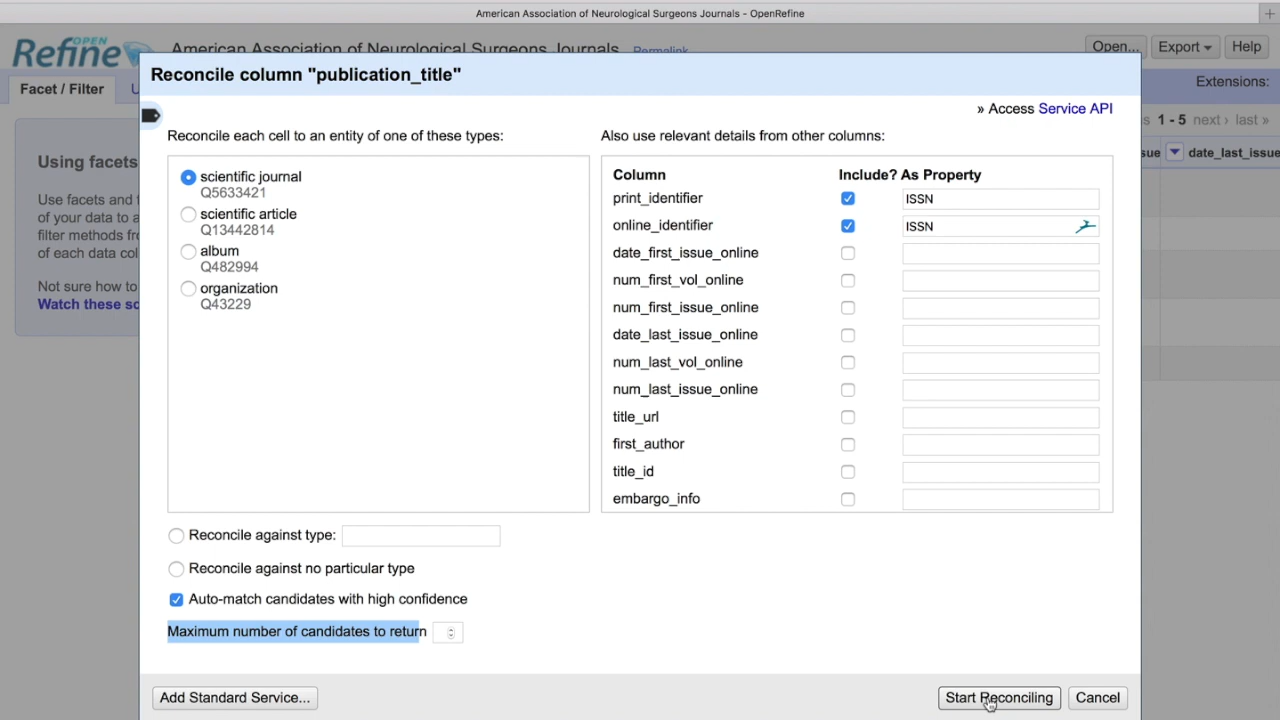 American Association of Neurological Surgeons Journals - OpenRefine
OPEN
Refine
American Association of Neurological Surgeons Journals
Permalink
Open...
Export
Help
Facet / Filter
Extensions:
1 - 5 next › last »
date_last_issue
Using facets
Use facets and
of your data to a
filter methods fr
of each data col
Not sure how to
Watch these sc
Reconcile column "publication_title"
» Access Service API
Reconcile each cell to an entity of one of these types:
scientific journal
Q5633421
scientific article
Q13442814
album
Q482994
organization
Q43229
Also use relevant details from other columns:
Column Include? As Property
print_identifier ISSN
online_identifier ISSN
date_first_issue_online
num_first_vol_online
num_first_issue_online
date_last_issue_online
num_last_vol_online
num_last_issue_online
title_url
first_author
title_id
embargo_info
Reconcile against type:
Reconcile against no particular type
Auto-match candidates with high confidence
Maximum number of candidates to return
Add Standard Service...
Start Reconciling
Cancel